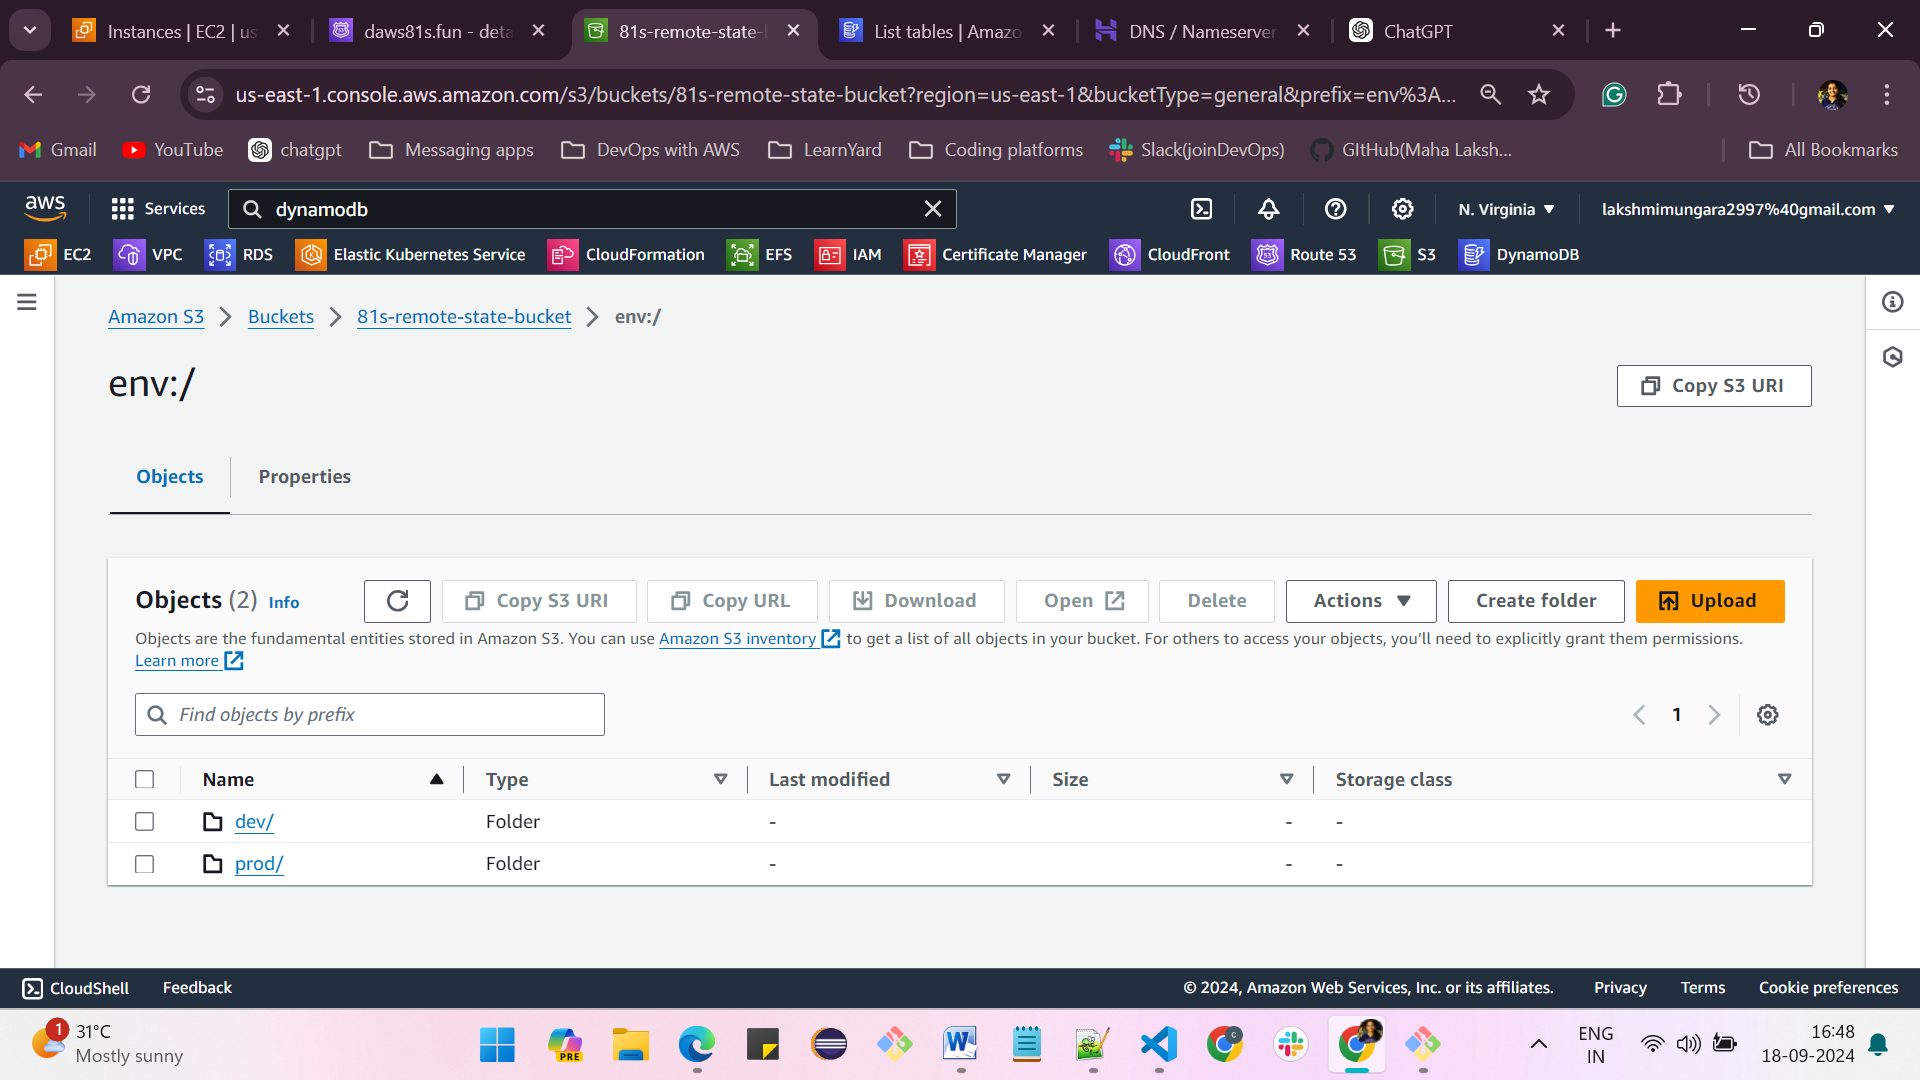 Instances | EC2 | us
daws81s.fun - deta
81s-remote-state-b
List tables | Amazo
DNS / Nameserver
ChatGPT
us-east-1.console.aws.amazon.com/s3/buckets/81s-remote-state-bucket?region=us-east-1&bucketType=general&prefix=env%3A...
Gmail
YouTube
chatgpt
Messaging apps
DevOps with AWS
LearnYard
Coding platforms
Slack(joinDevOps)
GItHub(Maha Laksh...
All Bookmarks
aws
Services
dynamodb
N. Virginia
lakshmimungara2997%40gmail.com
EC2
VPC
RDS
Elastic Kubernetes Service
CloudFormation
EFS
IAM
Certificate Manager
CloudFront
Route 53
S3
DynamoDB
Amazon S3
Buckets
81s-remote-state-bucket
env:/
env:/
Copy S3 URI
Objects
Properties
Objects (2) Info
Copy S3 URI
Copy URL
Download
Open
Delete
Actions
Create folder
Upload
Objects are the fundamental entities stored in Amazon S3. You can use Amazon S3 inventory to get a list of all objects in your bucket. For others to access your objects, you’ll need to explicitly grant them permissions.
Learn more
Find objects by prefix
1
Name
Type
Last modified
Size
Storage class
dev/
Folder
-
-
-
prod/
Folder
-
-
-
CloudShell
Feedback
© 2024, Amazon Web Services, Inc. or its affiliates.
Privacy
Terms
Cookie preferences
1
31°C
Mostly sunny
PRE
ENG
IN
16:48
18-09-2024